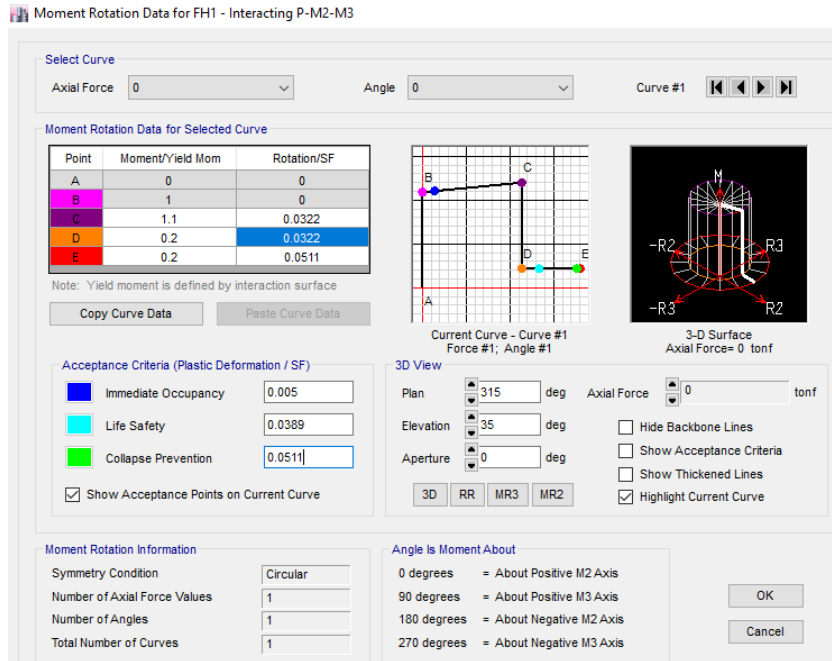 Moment Rotation Data for FH1 - Interacting P-M2-M3
Select Curve
Axial Force 0 Angle 0 Curve #1
Moment Rotation Data for Selected Curve
Point Moment/Yield Mom Rotation/SF
A 0 0
B 1 0
C 1.1 0.0322
D 0.2 0.0322
E 0.2 0.0511
Note: Yield moment is defined by interaction surface
Copy Curve Data Paste Curve Data
B C
D E
A
Current Curve - Curve #1
Force #1; Angle #1
M
-R2 R3
-R3 R2
3-D Surface
Axial Force= 0 tonf
Acceptance Criteria (Plastic Deformation / SF)
Immediate Occupancy 0.005
Life Safety 0.0389
Collapse Prevention 0.0511
Show Acceptance Points on Current Curve
3D View
Plan 315 deg Axial Force 0 tonf
Elevation 35 deg Hide Backbone Lines
Aperture 0 deg Show Acceptance Criteria
Show Thickened Lines
3D RR MR3 MR2 Highlight Current Curve
Moment Rotation Information
Symmetry Condition Circular
Number of Axial Force Values 1
Number of Angles 1
Total Number of Curves 1
Angle Is Moment About
0 degrees = About Positive M2 Axis
90 degrees = About Positive M3 Axis
180 degrees = About Negative M2 Axis
270 degrees = About Negative M3 Axis
OK
Cancel